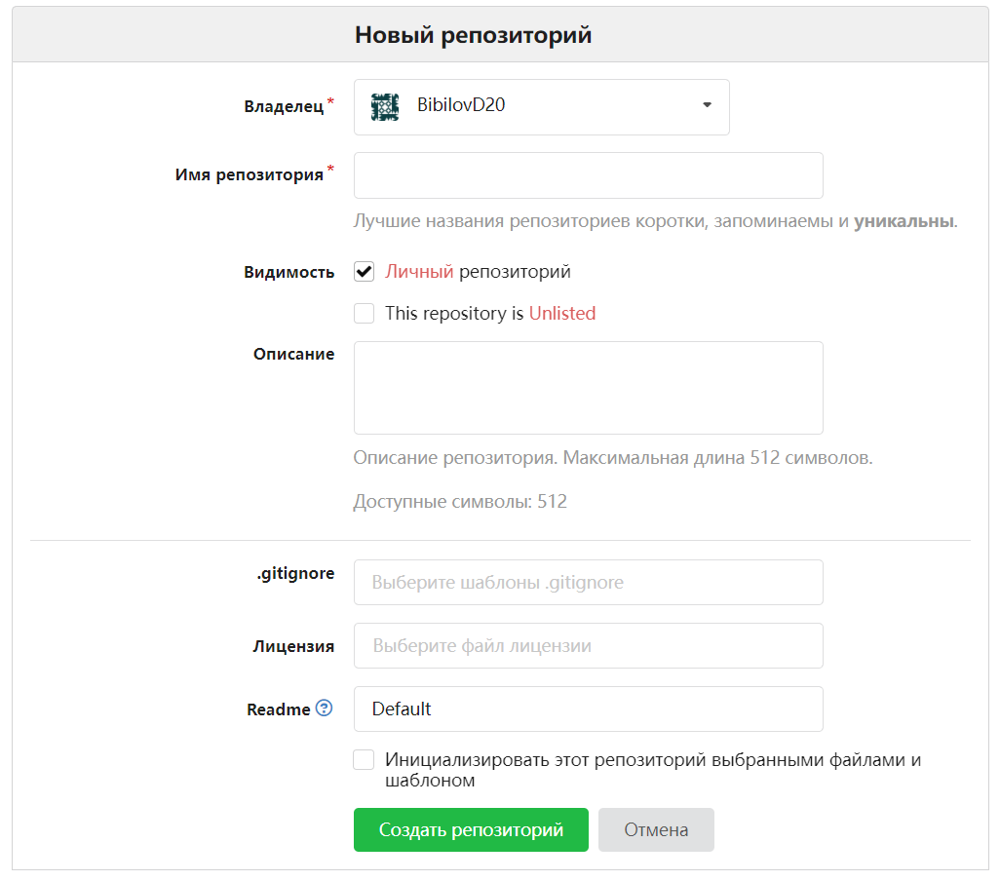 Новый репозиторий
Владелец* BibilovD20
Имя репозитория*
Лучшие названия репозиториев коротки, запоминаемы и уникальны.
Видимость Личный репозиторий
This repository is Unlisted
Описание
Описание репозитория. Максимальная длина 512 символов.
Доступные символы: 512
.gitignore Выберите шаблоны .gitignore
Лицензия Выберите файл лицензии
Readme ? Default
Инициализировать этот репозиторий выбранными файлами и
шаблоном
Создать репозиторий Отмена